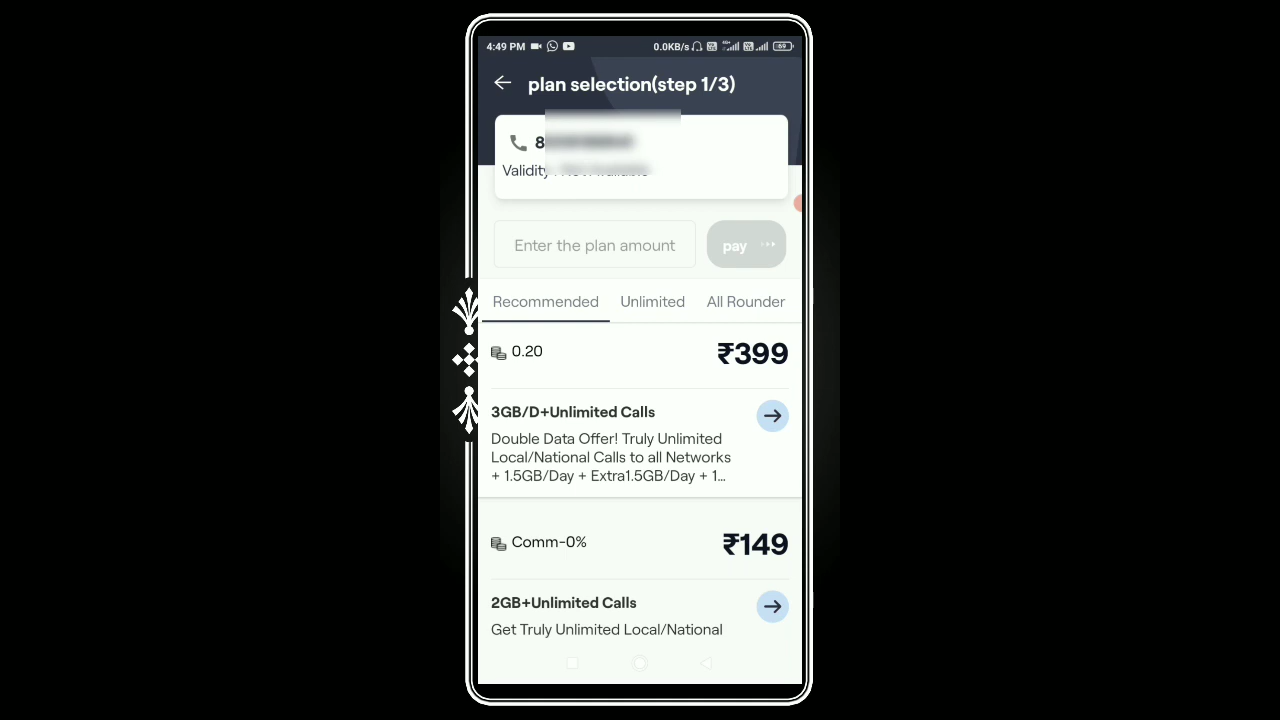 4:49 PM 0.0KB/s 69
plan selection(step 1/3)
8
Validity
Enter the plan amount pay
Recommended Unlimited All Rounder
0.20 ₹399
3GB/D+Unlimited Calls
Double Data Offer! Truly Unlimited
Local/National Calls to all Networks
+ 1.5GB/Day + Extra1.5GB/Day + 1...
Comm-0% ₹149
2GB+Unlimited Calls
Get Truly Unlimited Local/National